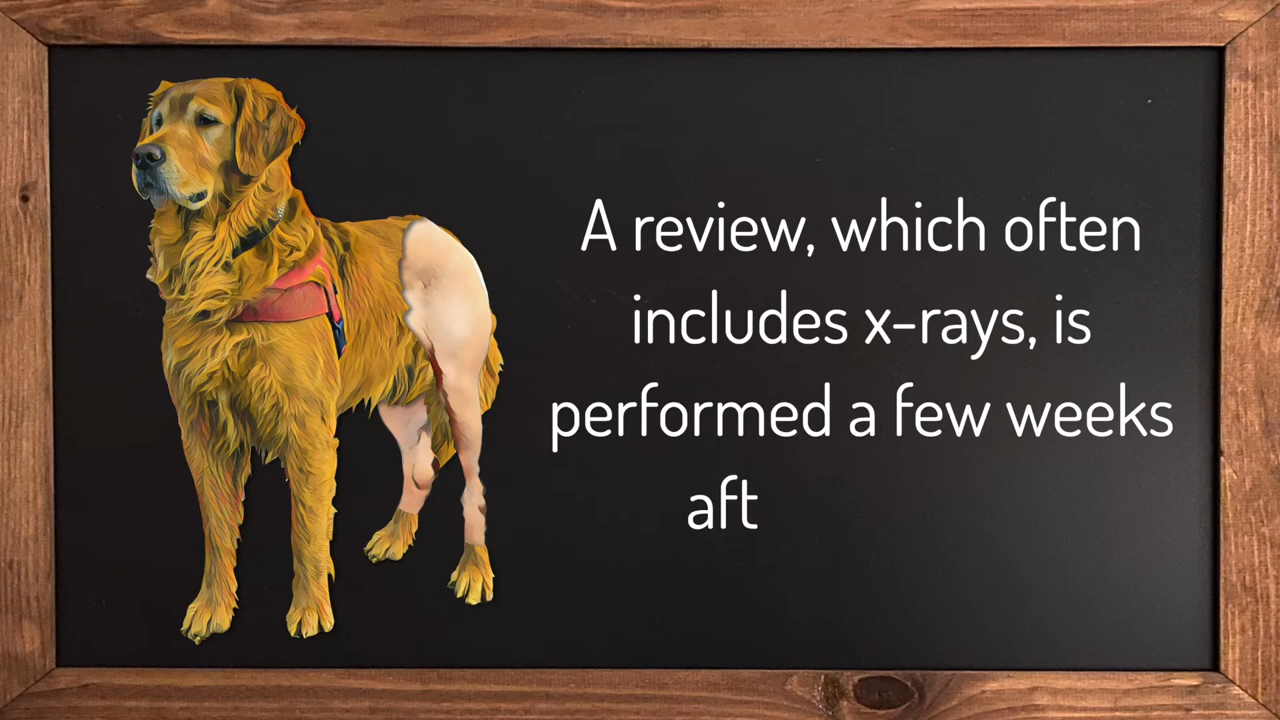 A review, which often
includes x-rays, is
performed a few weeks
aft